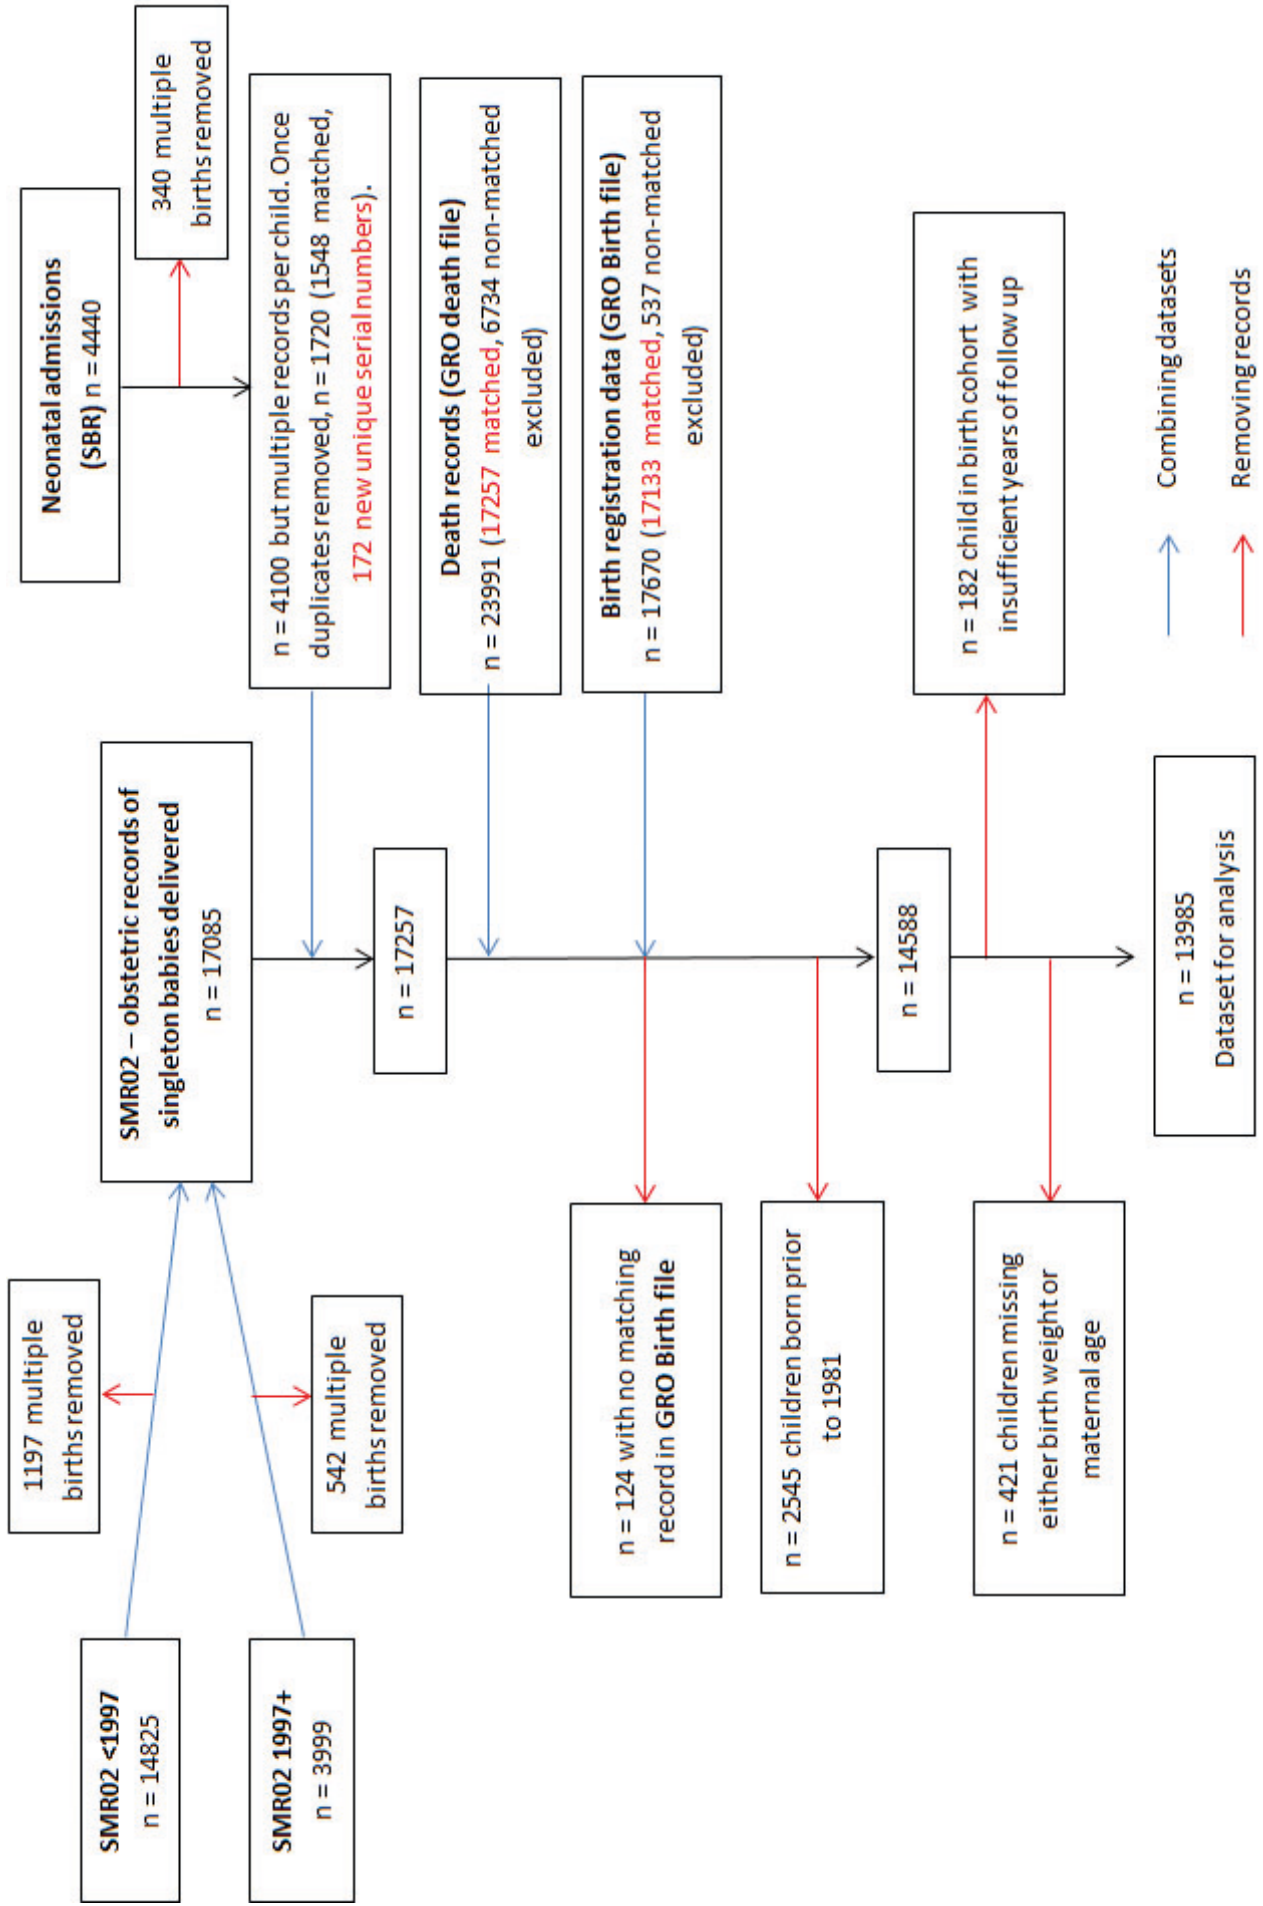 SMR02 <1997
n = 14825
SMR02 1997+
n = 3999
1197 multiple
births removed
542 multiple
births removed
SMR02 – obstetric records of
singleton babies delivered
n = 17085
Neonatal admissions
(SBR) n = 4440
340 multiple
births removed
n = 4100 but multiple records per child. Once
duplicates removed, n = 1720 (1548 matched,
172 new unique serial numbers).
n = 17257
Death records (GRO death file)
n = 23991 (17257 matched, 6734 non-matched
excluded)
Birth registration data (GRO Birth file)
n = 17670 (17133 matched, 537 non-matched
excluded)
n = 124 with no matching
record in GRO Birth file
n = 2545 children born prior
to 1981
n = 14588
n = 182 child in birth cohort with
insufficient years of follow up
n = 421 children missing
either birth weight or
maternal age
n = 13985
Dataset for analysis
Combining datasets
Removing records